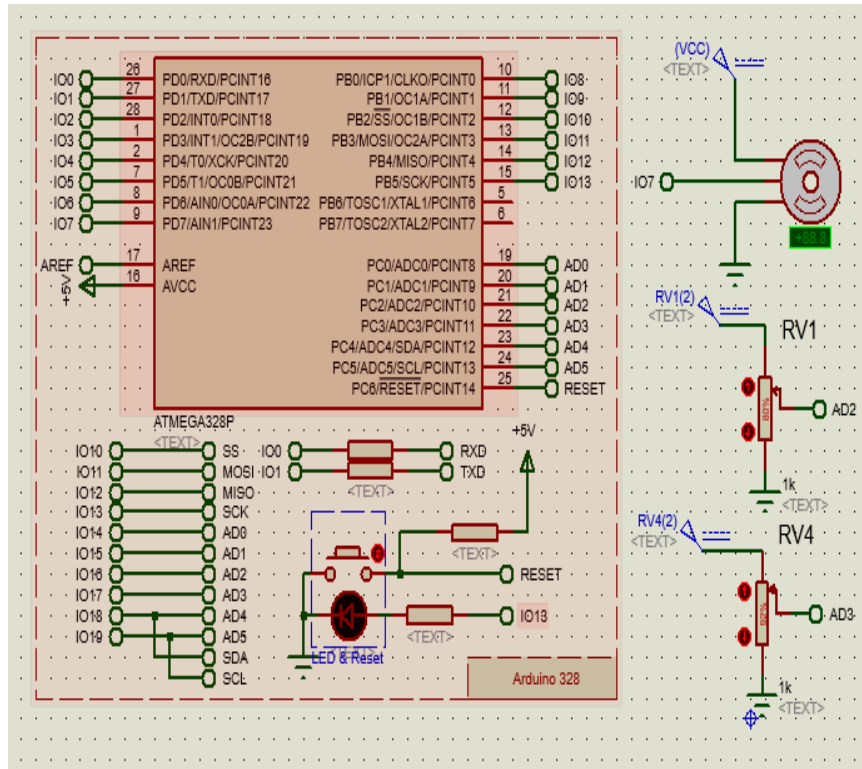 26 PD0/RXD/PCINT16 IO0
27 PD1/TXD/PCINT17 IO1
28 PD2/INT0/PCINT18 IO2
1 PD3/INT1/OC2B/PCINT19 IO3
2 PD4/T0/XCK/PCINT20 IO4
7 PD5/T1/OC0B/PCINT21 IO5
8 PD6/AIN0/OC0A/PCINT22 IO6
9 PD7/AIN1/PCINT23 IO7
17 AREF AREF
16 AVCC +5V
PB0/ICP1/CLKO/PCINT0 10 IO8
PB1/OC1A/PCINT1 11 IO9
PB2/SS/OC1B/PCINT2 12 IO10
PB3/MOSI/OC2A/PCINT3 13 IO11
PB4/MISO/PCINT4 14 IO12
PB5/SCK/PCINT5 15 IO13
PB6/TOSC1/XTAL1/PCINT6 5
PB7/TOSC2/XTAL2/PCINT7 6
PC0/ADC0/PCINT8 19 AD0
PC1/ADC1/PCINT9 20 AD1
PC2/ADC2/PCINT10 21 AD2
PC3/ADC3/PCINT11 22 AD3
PC4/ADC4/SDA/PCINT12 23 AD4
PC5/ADC5/SCL/PCINT13 24 AD5
PC6/RESET/PCINT14 25 RESET
ATMEGA328P
<TEXT>
IO10 SS
IO11 MOSI
IO12 MISO
IO13 SCK
IO14 AD0
IO15 AD1
IO16 AD2
IO17 AD3
IO18 AD4
IO19 AD5
SDA
SCL
IO0 RXD
IO1 TXD
<TEXT>
+5V
<TEXT>
RESET
IO13
<TEXT>
LED & Reset
Arduino 328
(VCC)
<TEXT>
IO7
+88.8
RV1(2)
<TEXT>
RV1
80%
AD2
1k
<TEXT>
RV4(2)
<TEXT>
RV4
AD3
1k
<TEXT>